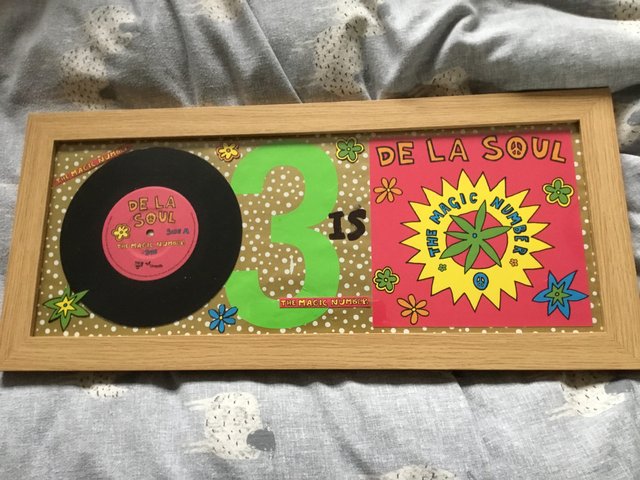 THE MAGIC NUMBER
DE LA
SOUL
SIDE A
THE MAGIC NUMBER
3
IS
THE MAGIC NUMBER
DE LA SOUL
THE MAGIC NUMBER